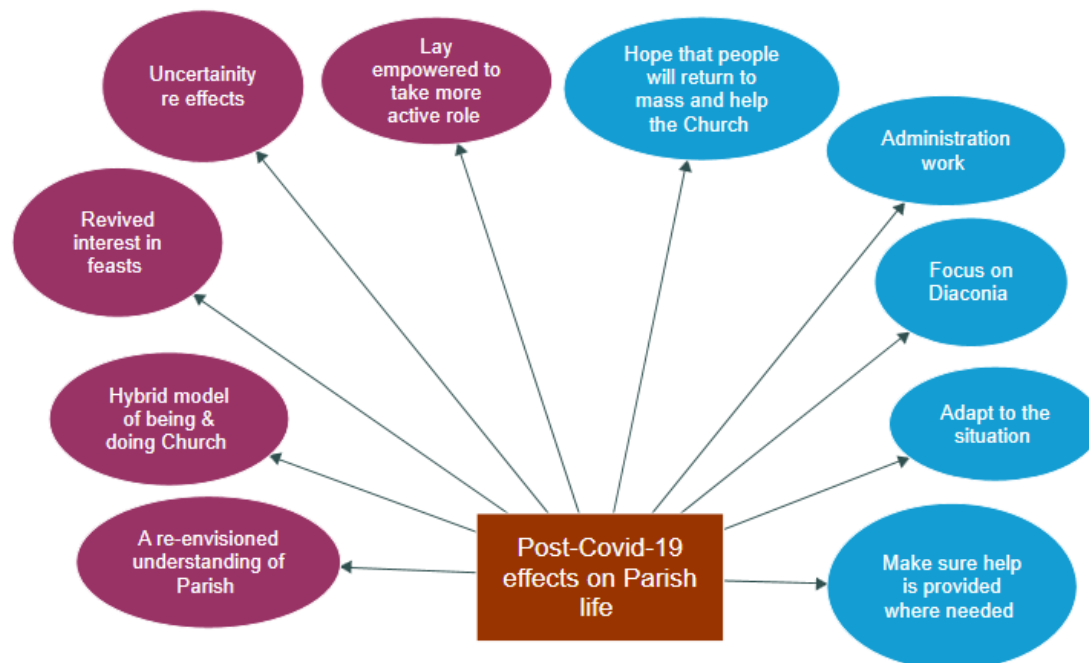 Uncertainity
re effects
Lay
empowered to
take more
active role
Hope that people
will return to
mass and help
the Church
Administration
work
Revived
interest in
feasts
Focus on
Diaconia
Hybrid model
of being &
doing Church
Adapt to the
situation
A re-envisioned
understanding of
Parish
Post-Covid-19
effects on Parish
life
Make sure help
is provided
where needed